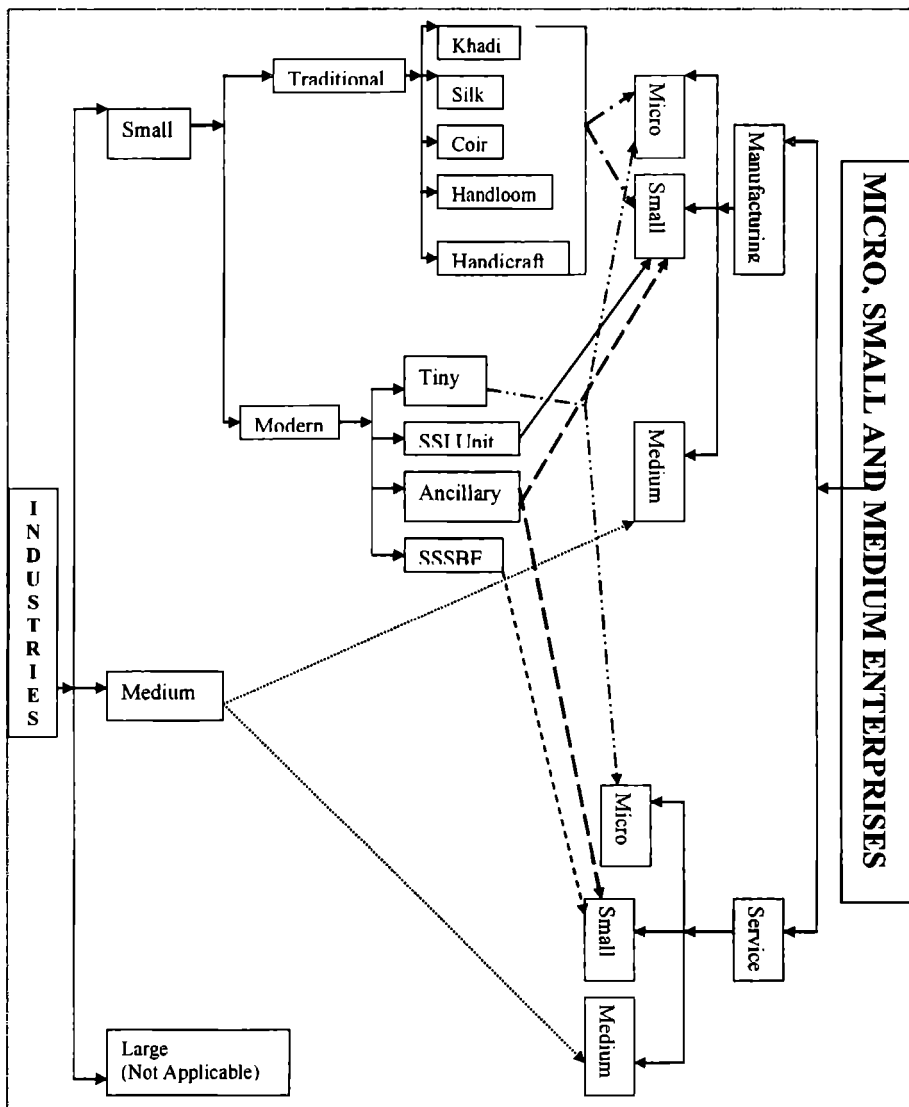 MICRO, SMALL AND MEDIUM ENTERPRISES
Manufacturing
Service
Micro
Small
Medium
Micro
Small
Medium
Khadi
Silk
Coir
Handloom
Handicraft
Traditional
Small
Tiny
SSI Unit
Ancillary
SSSBE
Modern
INDUSTRIES
Medium
Large
(Not Applicable)